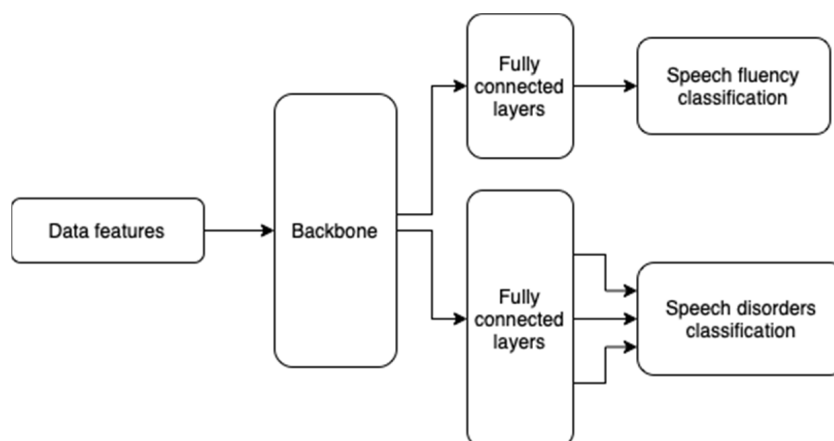 Data features
Backbone
Fully
connected
layers
Speech fluency
classification
Fully
connected
layers
Speech disorders
classification